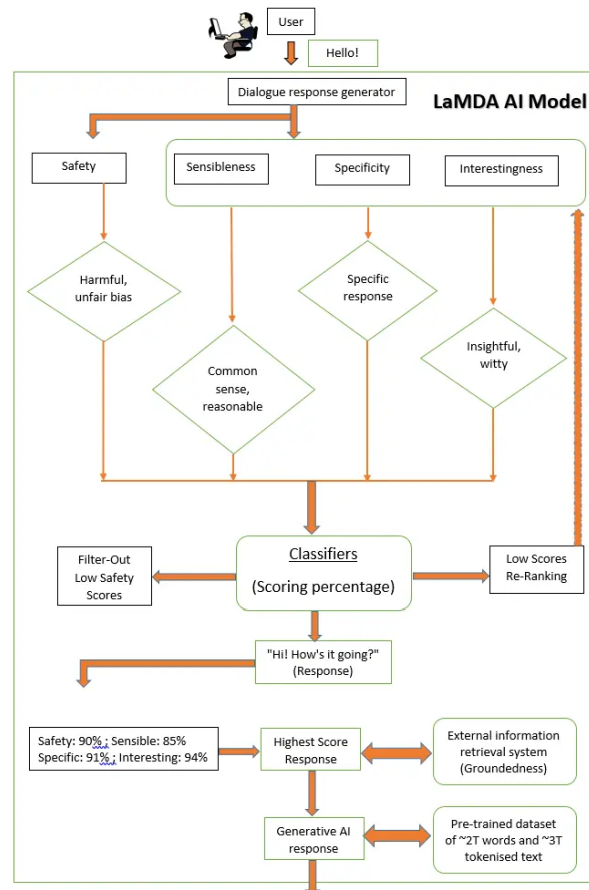 User
Hello!
Dialogue response generator
LaMDA AI Model
Safety
Sensibleness
Specificity
Interestingness
Harmful,
unfair bias
Specific
response
Common
sense,
reasonable
Insightful,
witty
Filter-Out
Low Safety
Scores
Classifiers
(Scoring percentage)
Low Scores
Re-Ranking
"Hi! How's it going?"
(Response)
Safety: 90% ; Sensible: 85%
Specific: 91% ; Interesting: 94%
Highest Score
Response
External information
retrieval system
(Groundedness)
Generative AI
response
Pre-trained dataset
of ~2T words and ~3T
tokenised text